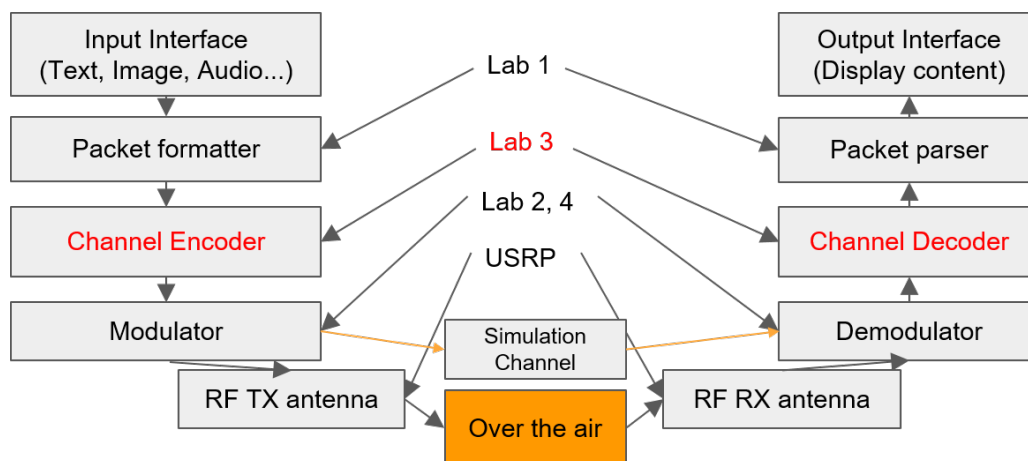 Input Interface
(Text, Image, Audio...)
Lab 1
Output Interface
(Display content)
Packet formatter
Lab 3
Packet parser
Channel Encoder
Lab 2, 4
Channel Decoder
USRP
Modulator
Simulation
Channel
Demodulator
RF TX antenna
Over the air
RF RX antenna